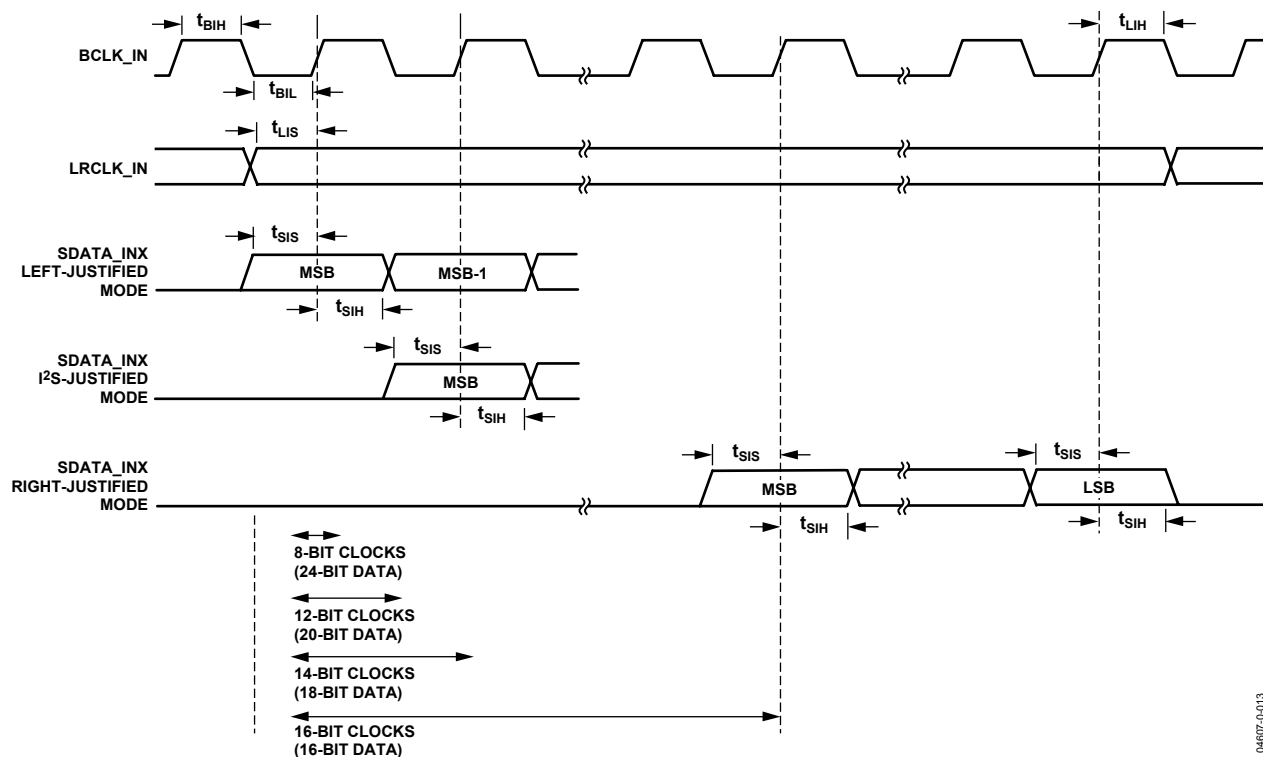 tBIH
tLIH
BCLK_IN
tBIL
tLIS
LRCLK_IN
tSIS
SDATA_INX
LEFT-JUSTIFIED
MODE
MSB
MSB-1
tSIH
tSIS
SDATA_INX
I²S-JUSTIFIED
MODE
MSB
tSIH
tSIS
tSIS
SDATA_INX
RIGHT-JUSTIFIED
MODE
MSB
LSB
tSIH
tSIH
8-BIT CLOCKS
(24-BIT DATA)
12-BIT CLOCKS
(20-BIT DATA)
14-BIT CLOCKS
(18-BIT DATA)
16-BIT CLOCKS
(16-BIT DATA)
04607-0-013